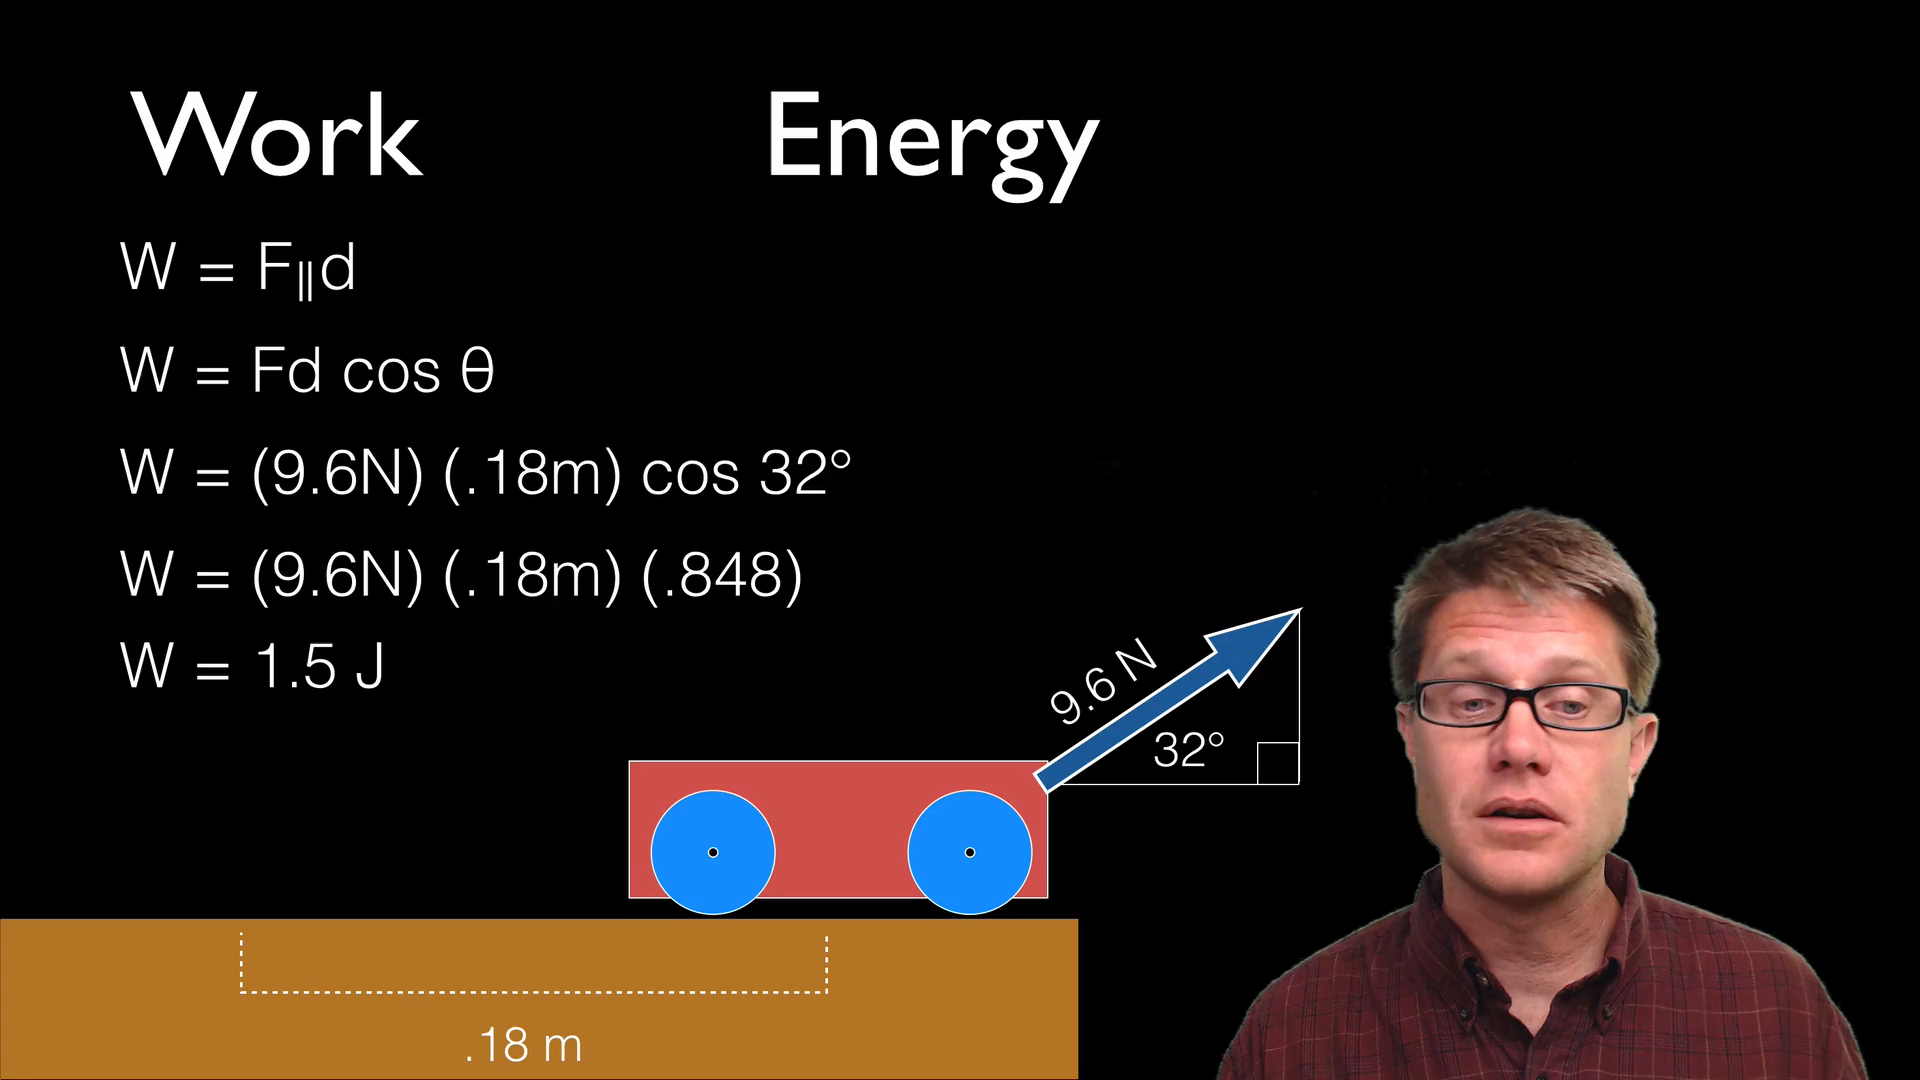 Work Energy
W = F∥d
W = Fd cos θ
W = (9.6N) (.18m) cos 32°
W = (9.6N) (.18m) (.848)
W = 1.5 J
9.6 N
32°
.18 m